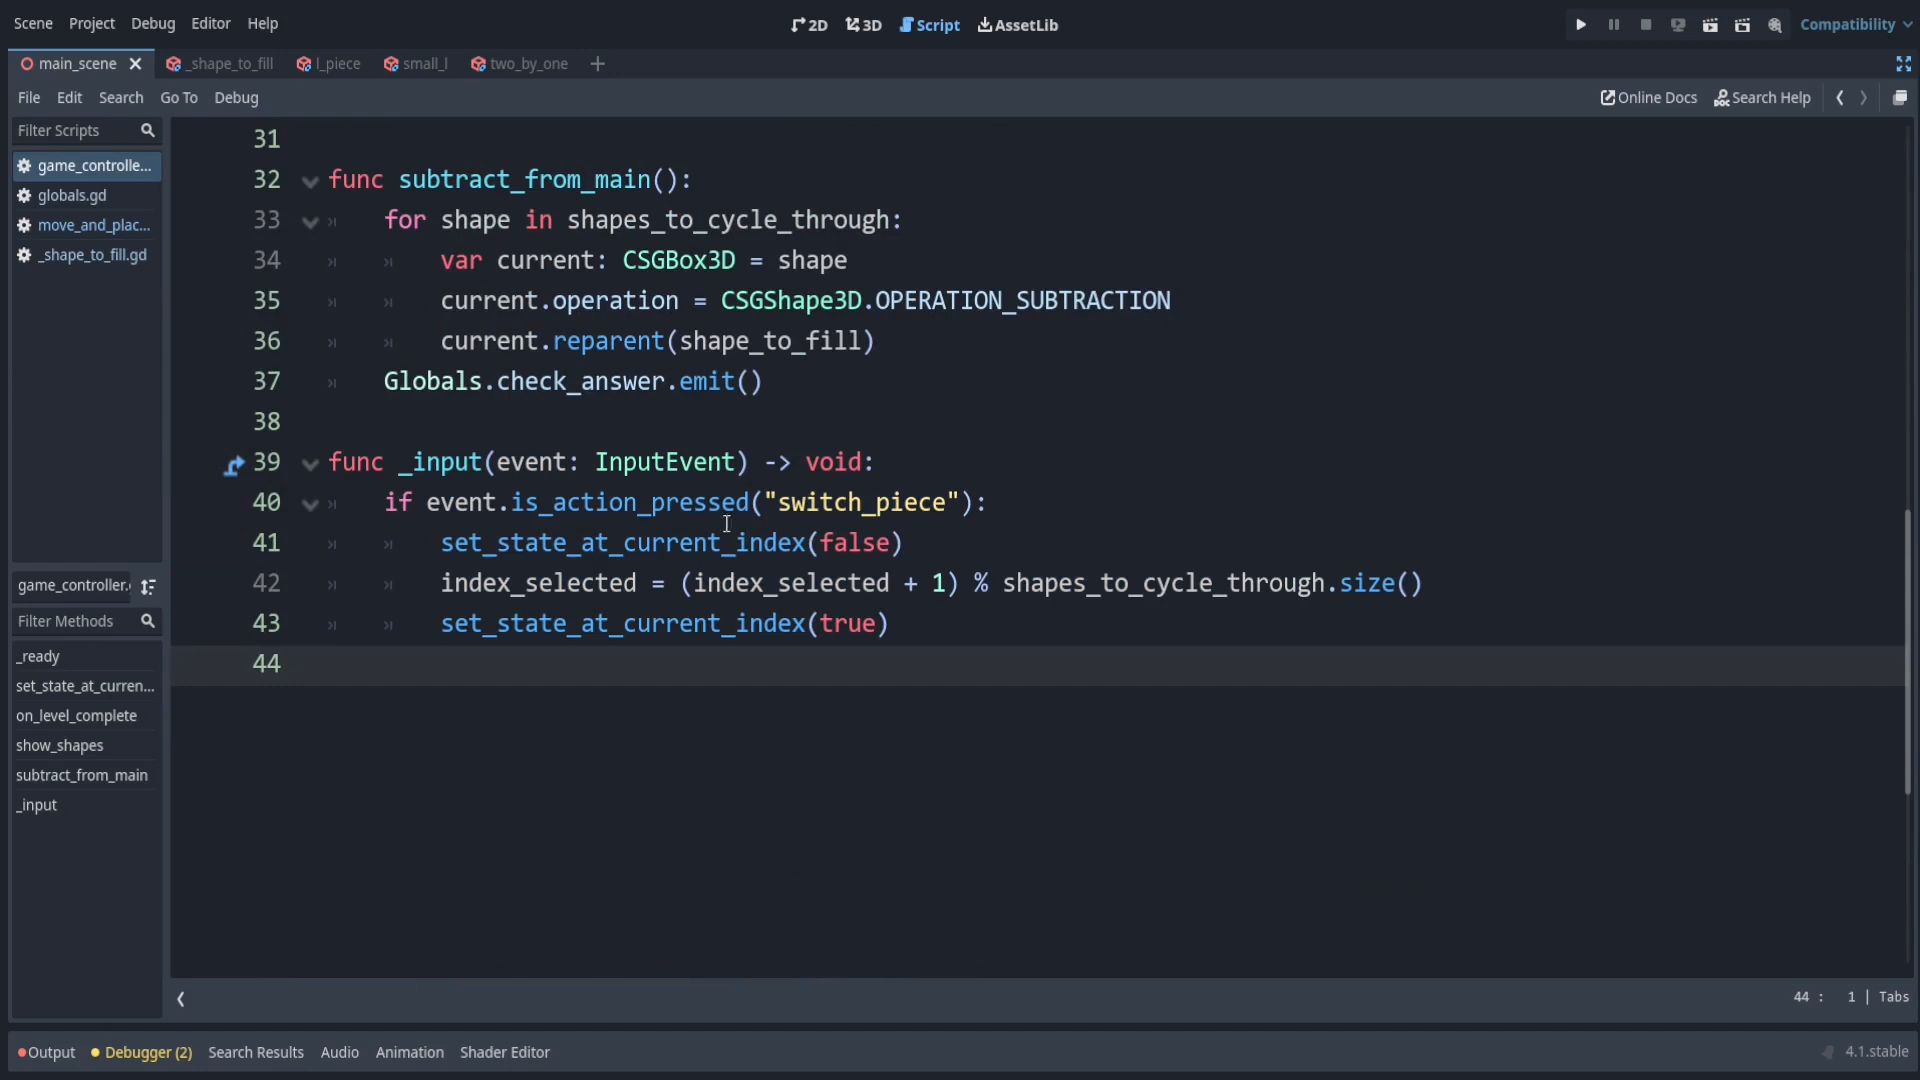 Scene Project Debug Editor Help 2D 3D Script AssetLib Compatibility
main_scene _shape_to_fill l_piece small_l two_by_one
File Edit Search Go To Debug Online Docs Search Help
Filter Scripts
game_controlle...
globals.gd
move_and_plac...
_shape_to_fill.gd
game_controller.
Filter Methods
_ready
set_state_at_curren...
on_level_complete
show_shapes
subtract_from_main
_input
31
32 func subtract_from_main():
33 for shape in shapes_to_cycle_through:
34 var current: CSGBox3D = shape
35 current.operation = CSGShape3D.OPERATION_SUBTRACTION
36 current.reparent(shape_to_fill)
37 Globals.check_answer.emit()
38
39 func _input(event: InputEvent) -> void:
40 if event.is_action_pressed("switch_piece"):
41 set_state_at_current_index(false)
42 index_selected = (index_selected + 1) % shapes_to_cycle_through.size()
43 set_state_at_current_index(true)
44
44 : 1 | Tabs
Output Debugger (2) Search Results Audio Animation Shader Editor 4.1.stable